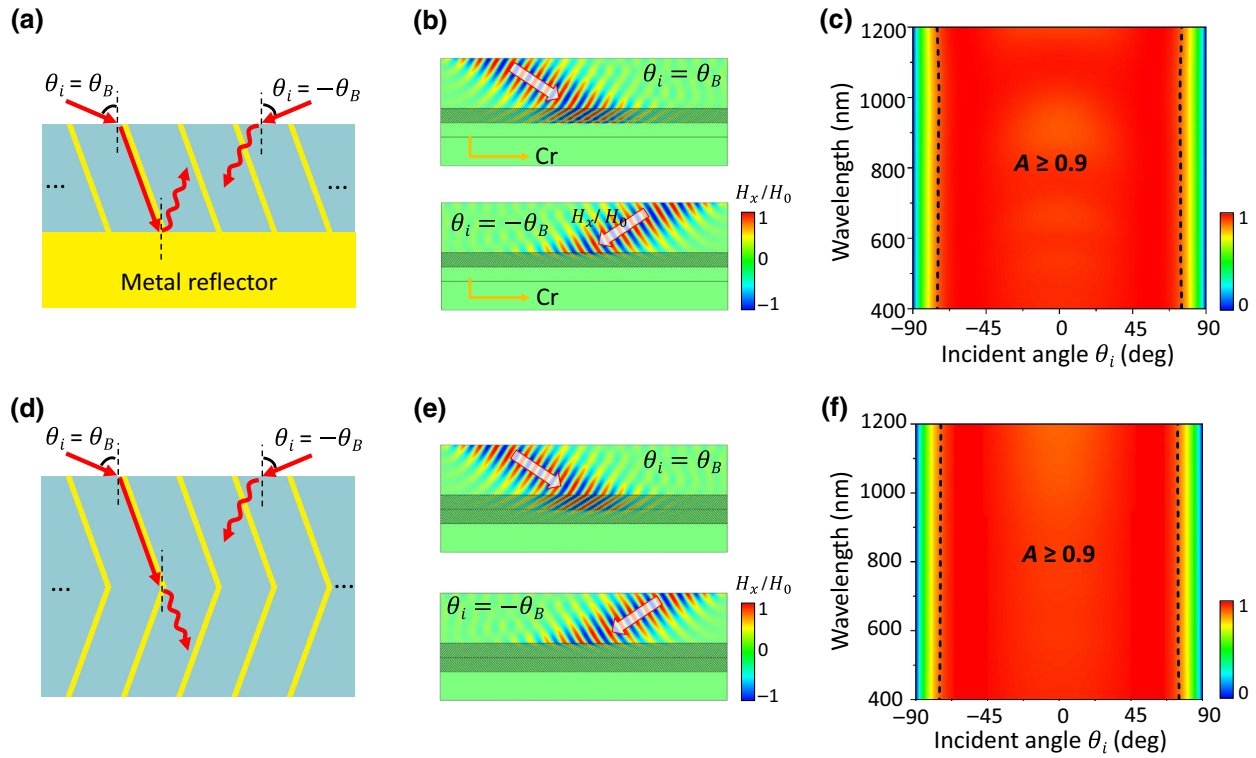 (a)
θi = θB
θi = −θB
...
...
Metal reflector
(b)
θi = θB
Cr
Hx/H0
θi = −θB
Hx/H0
Cr
1
0
−1
(c)
Wavelength (nm)
1200
1000
800
600
400
A ≥ 0.9
−90
−45
0
45
90
Incident angle θi (deg)
1
0
(d)
θi = θB
θi = −θB
...
...
(e)
θi = θB
Hx/H0
θi = −θB
1
0
−1
(f)
Wavelength (nm)
1200
1000
800
600
400
A ≥ 0.9
−90
−45
0
45
90
Incident angle θi (deg)
1
0